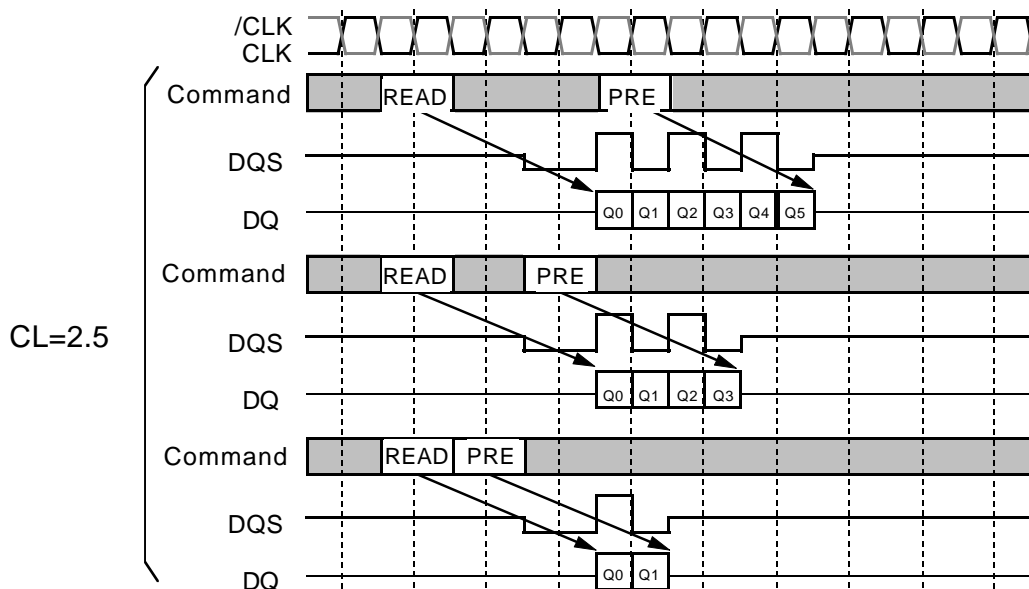 /CLK
CLK
Command READ PRE
DQS
DQ Q0 Q1 Q2 Q3 Q4 Q5
Command READ PRE
CL=2.5
DQS
DQ Q0 Q1 Q2 Q3
Command READ PRE
DQS
DQ Q0 Q1